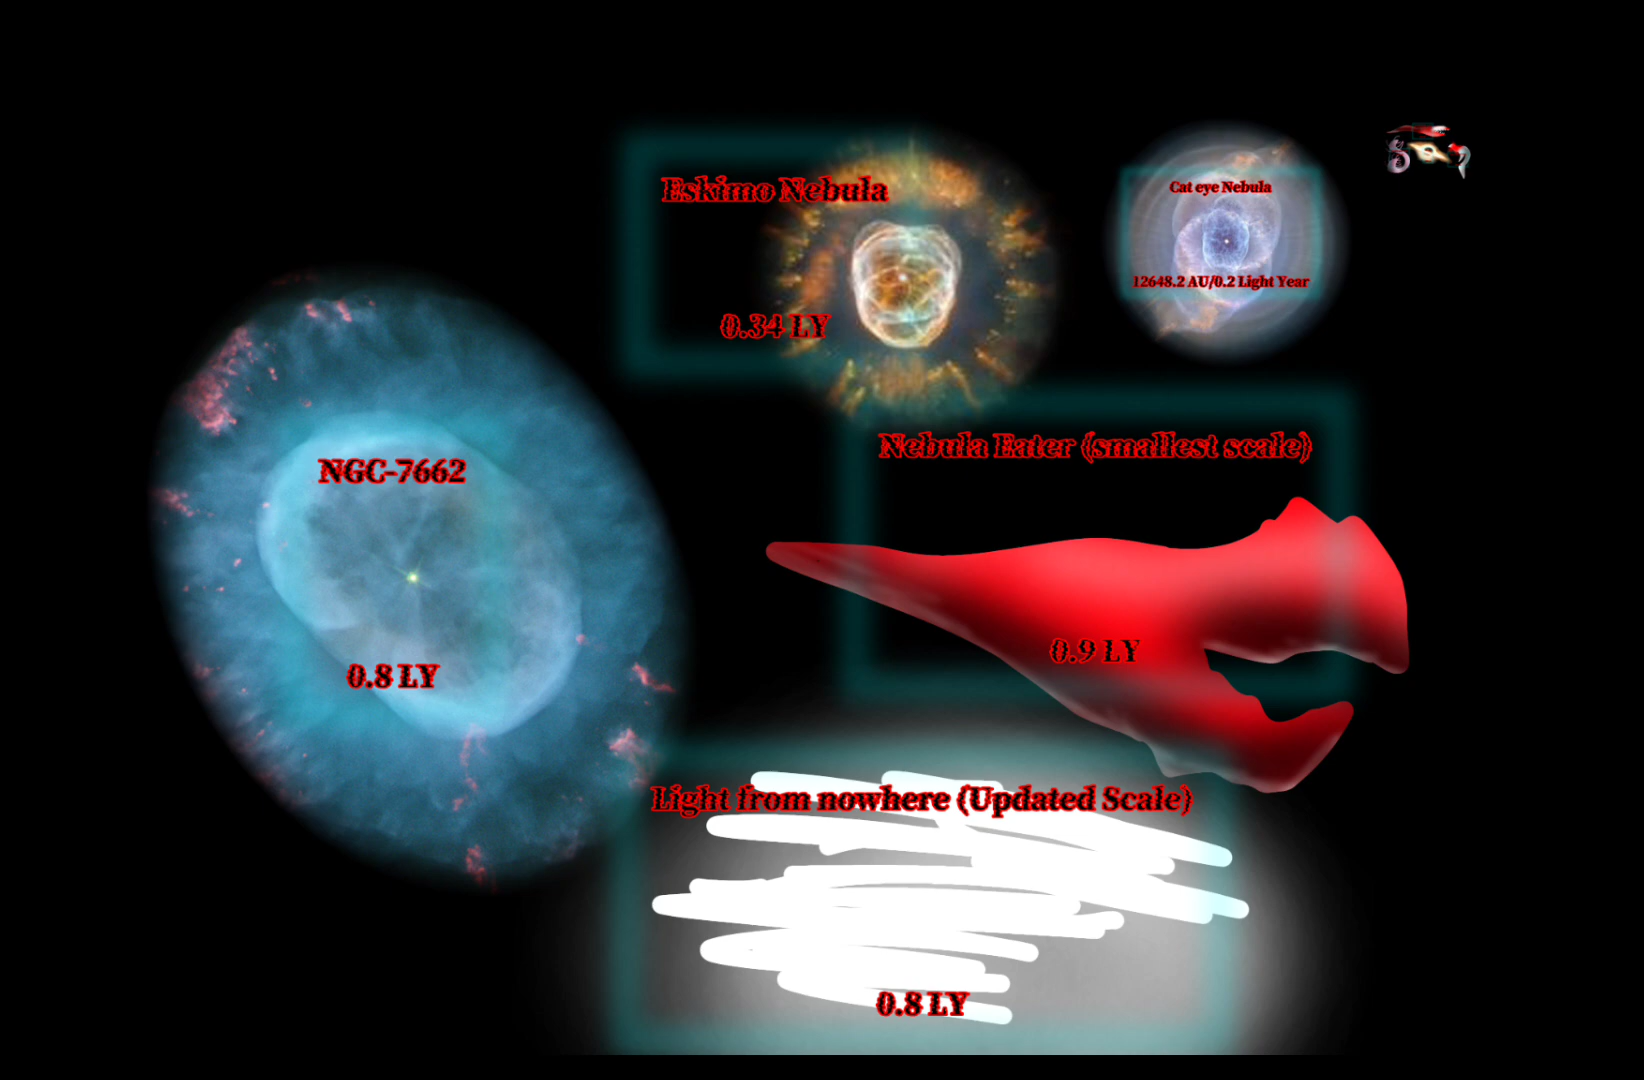 Eskimo Nebula
0.34 LY
Cat eye Nebula
12648.2 AU/0.2 Light Year
NGC-7662
0.8 LY
Nebula Eater (smallest scale)
0.9 LY
Light from nowhere (Updated Scale)
0.8 LY